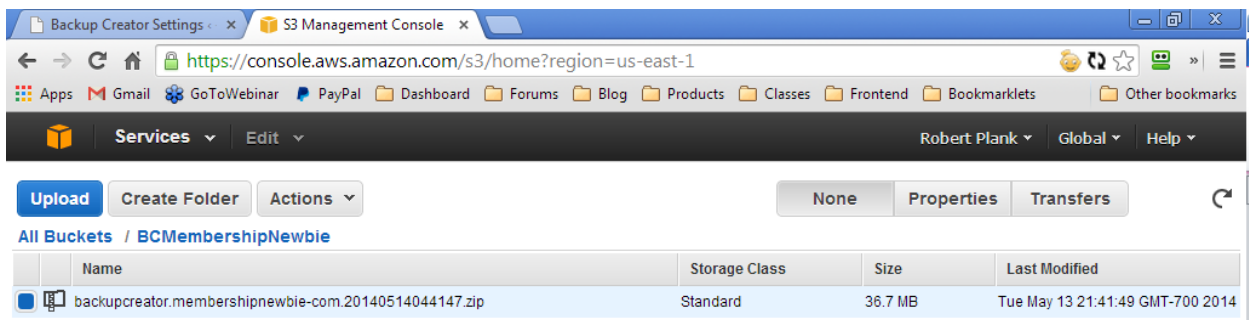 Backup Creator Settings ‹ × S3 Management Console ×
https://console.aws.amazon.com/s3/home?region=us-east-1
Apps Gmail GoToWebinar PayPal Dashboard Forums Blog Products Classes Frontend Bookmarklets Other bookmarks
Services Edit Robert Plank Global Help
Upload Create Folder Actions None Properties Transfers
All Buckets / BCMembershipNewbie
Name Storage Class Size Last Modified
backupcreator.membershipnewbie-com.20140514044147.zip Standard 36.7 MB Tue May 13 21:41:49 GMT-700 2014